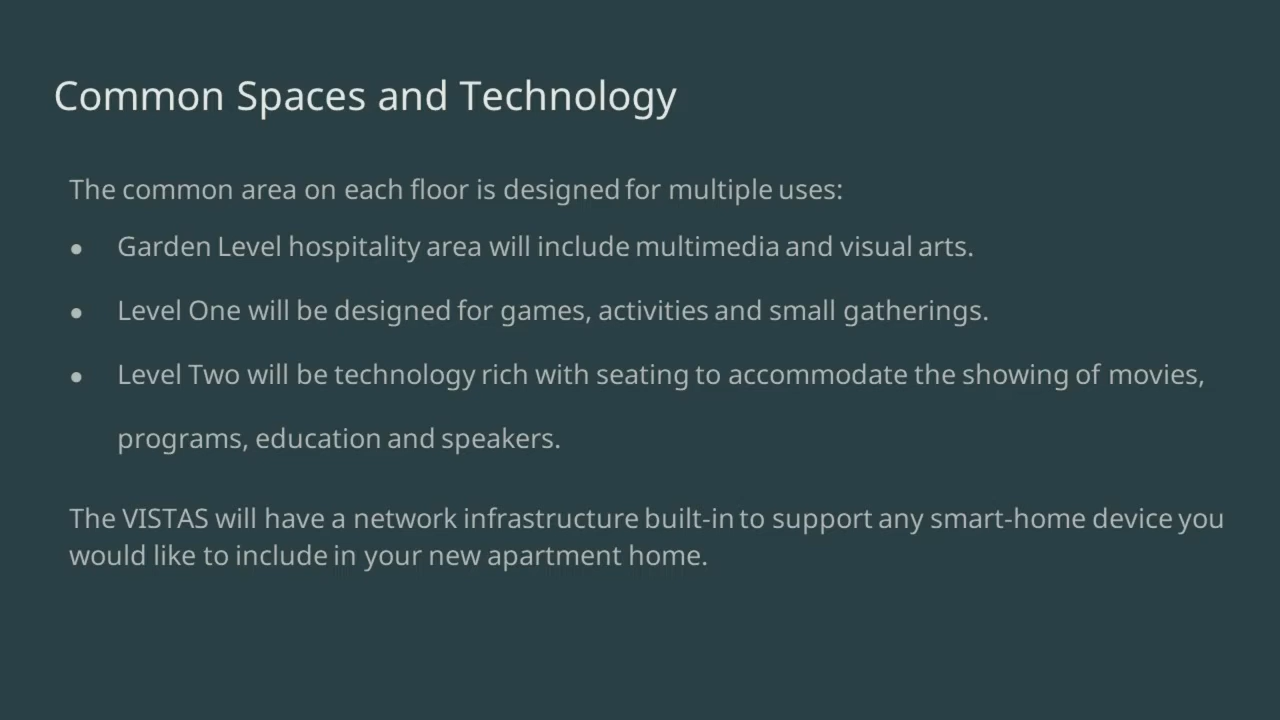 Common Spaces and Technology
The common area on each floor is designed for multiple uses:
● Garden Level hospitality area will include multimedia and visual arts.
● Level One will be designed for games, activities and small gatherings.
● Level Two will be technology rich with seating to accommodate the showing of movies,
programs, education and speakers.
The VISTAS will have a network infrastructure built-in to support any smart-home device you
would like to include in your new apartment home.